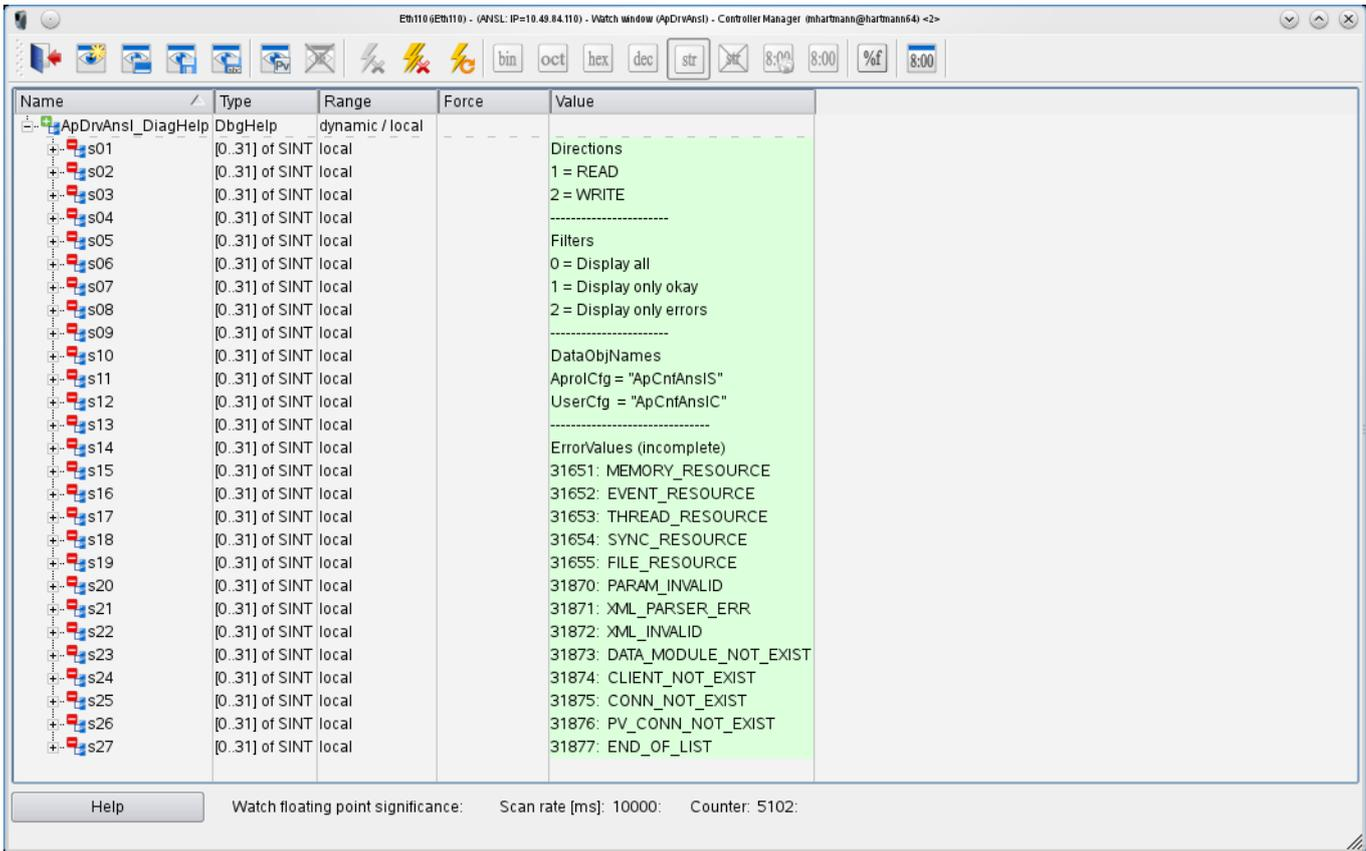 Eth110 (iEth110) - (ANSL: IP=10.49.84.110) - Watch window (ApDrvAnsl) - Controller Manager (mhartmann@hartmann64) <2>
Pv bin oct hex dec str str 8:00 8:00 %f 8:00
Name Type Range Force Value
ApDrvAnsl_DiagHelp DbgHelp dynamic / local
s01 [0..31] of SINT local Directions
s02 [0..31] of SINT local 1 = READ
s03 [0..31] of SINT local 2 = WRITE
s04 [0..31] of SINT local -----------------------
s05 [0..31] of SINT local Filters
s06 [0..31] of SINT local 0 = Display all
s07 [0..31] of SINT local 1 = Display only okay
s08 [0..31] of SINT local 2 = Display only errors
s09 [0..31] of SINT local -----------------------
s10 [0..31] of SINT local DataObjNames
s11 [0..31] of SINT local AprolCfg = "ApCnfAnslS"
s12 [0..31] of SINT local UserCfg = "ApCnfAnslC"
s13 [0..31] of SINT local -------------------------------
s14 [0..31] of SINT local ErrorValues (incomplete)
s15 [0..31] of SINT local 31651: MEMORY_RESOURCE
s16 [0..31] of SINT local 31652: EVENT_RESOURCE
s17 [0..31] of SINT local 31653: THREAD_RESOURCE
s18 [0..31] of SINT local 31654: SYNC_RESOURCE
s19 [0..31] of SINT local 31655: FILE_RESOURCE
s20 [0..31] of SINT local 31870: PARAM_INVALID
s21 [0..31] of SINT local 31871: XML_PARSER_ERR
s22 [0..31] of SINT local 31872: XML_INVALID
s23 [0..31] of SINT local 31873: DATA_MODULE_NOT_EXIST
s24 [0..31] of SINT local 31874: CLIENT_NOT_EXIST
s25 [0..31] of SINT local 31875: CONN_NOT_EXIST
s26 [0..31] of SINT local 31876: PV_CONN_NOT_EXIST
s27 [0..31] of SINT local 31877: END_OF_LIST
Help Watch floating point significance: Scan rate [ms]: 10000: Counter: 5102: